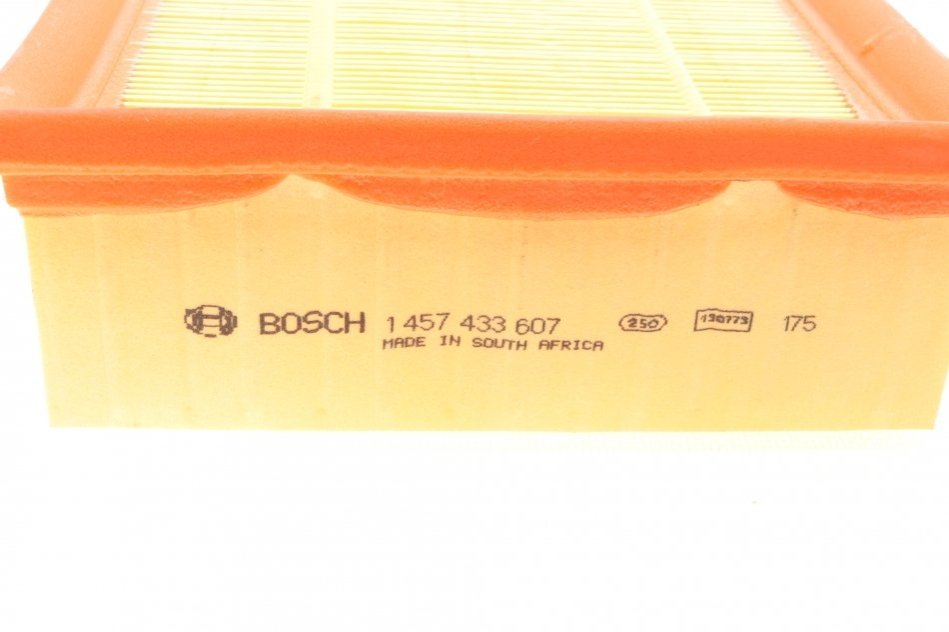 BOSCH 1 457 433 607 250 130773 175
MADE IN SOUTH AFRICA